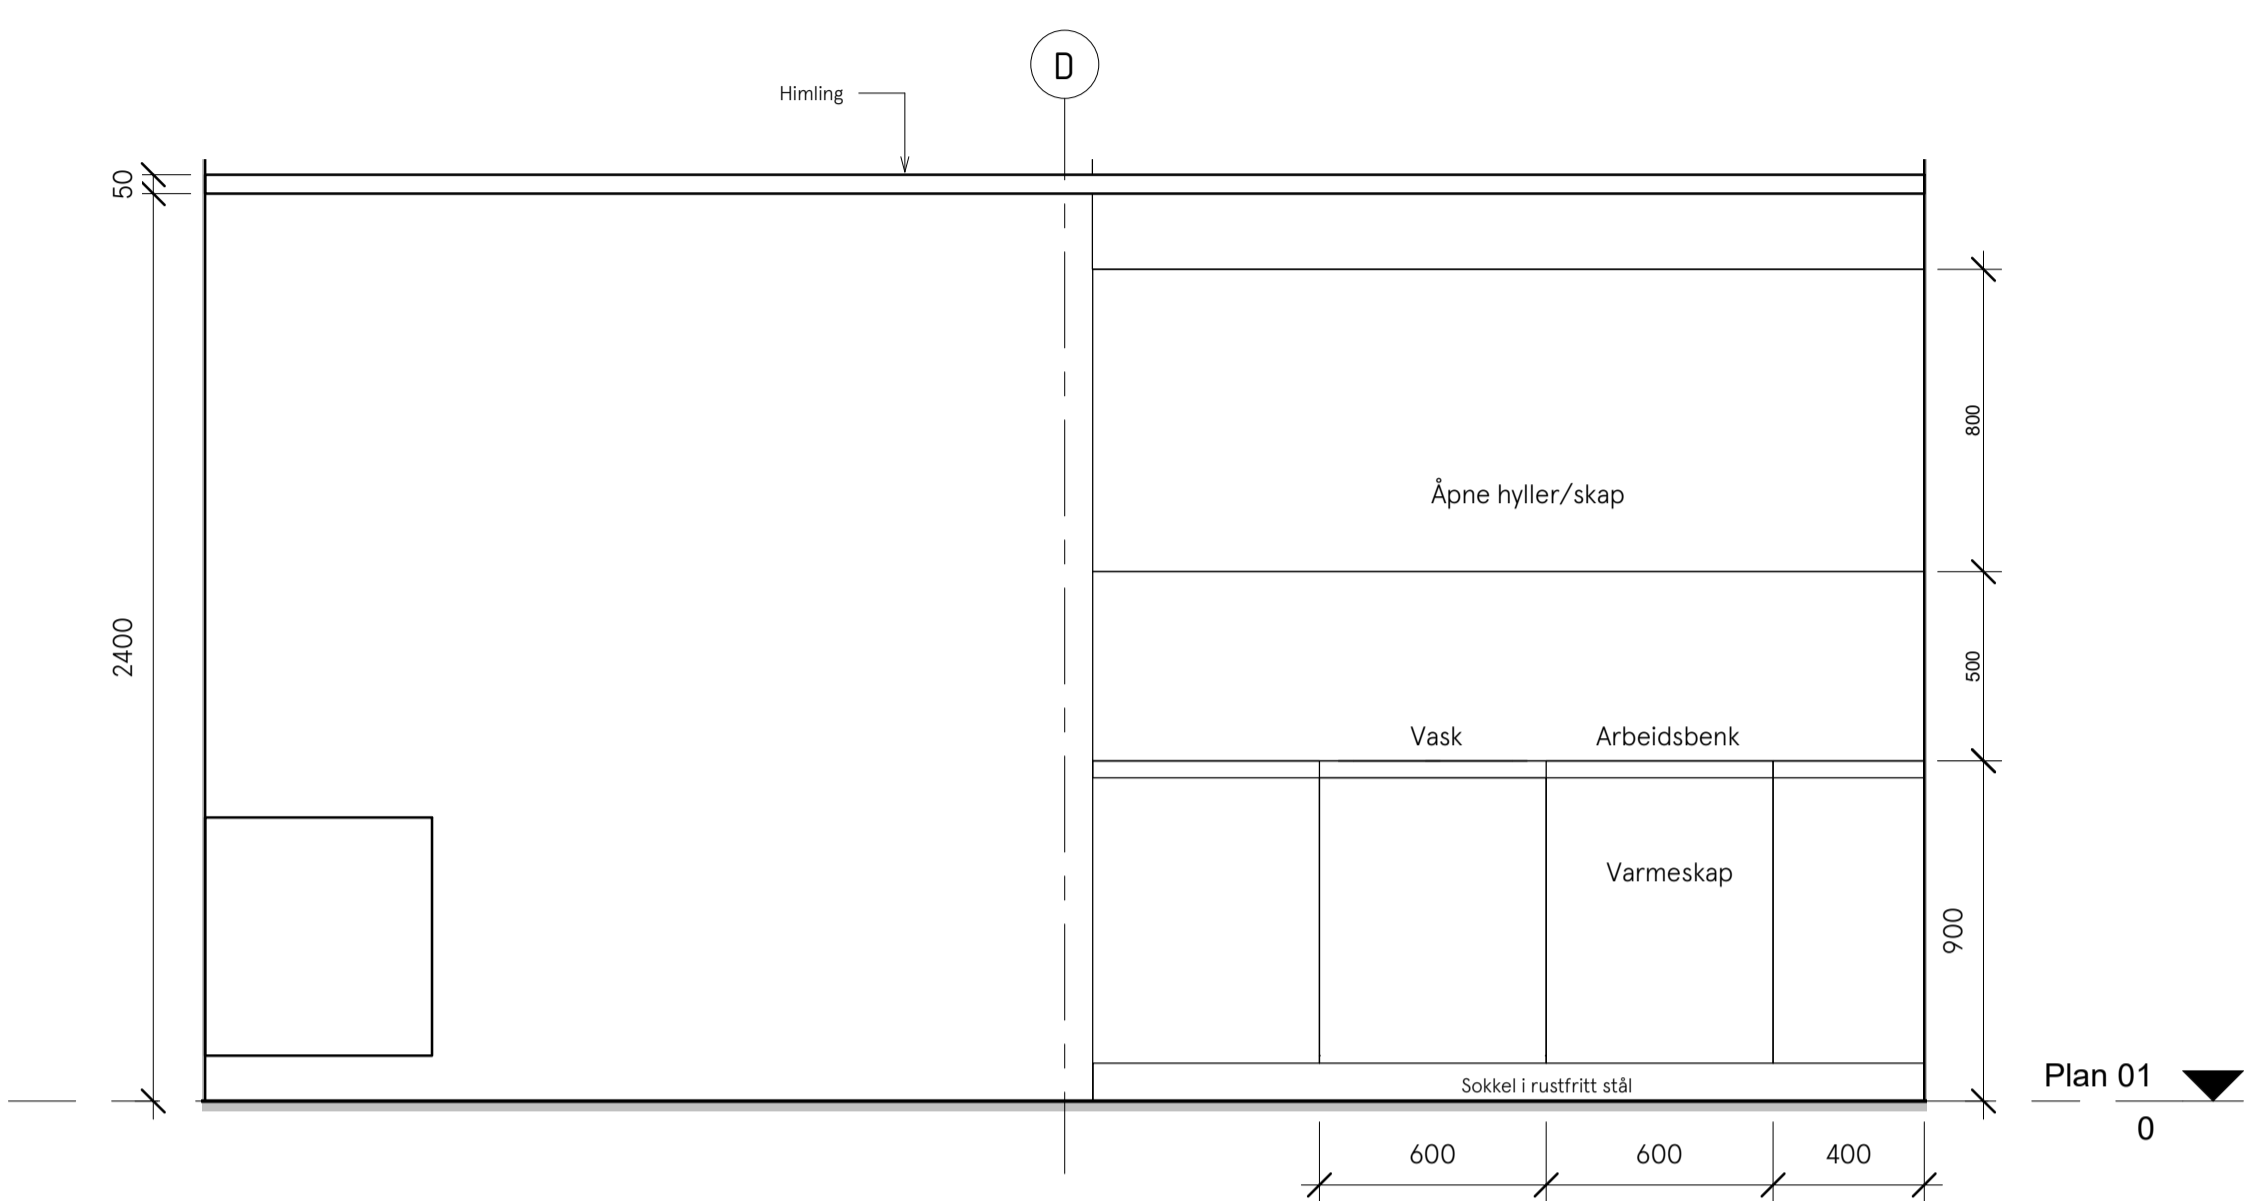 D
Himling
50
800
Åpne hyller/skap
2400
500
Vask
Arbeidsbenk
Varmeskap
900
Sokkel i rustfritt stål
Plan 01
0
600
600
400